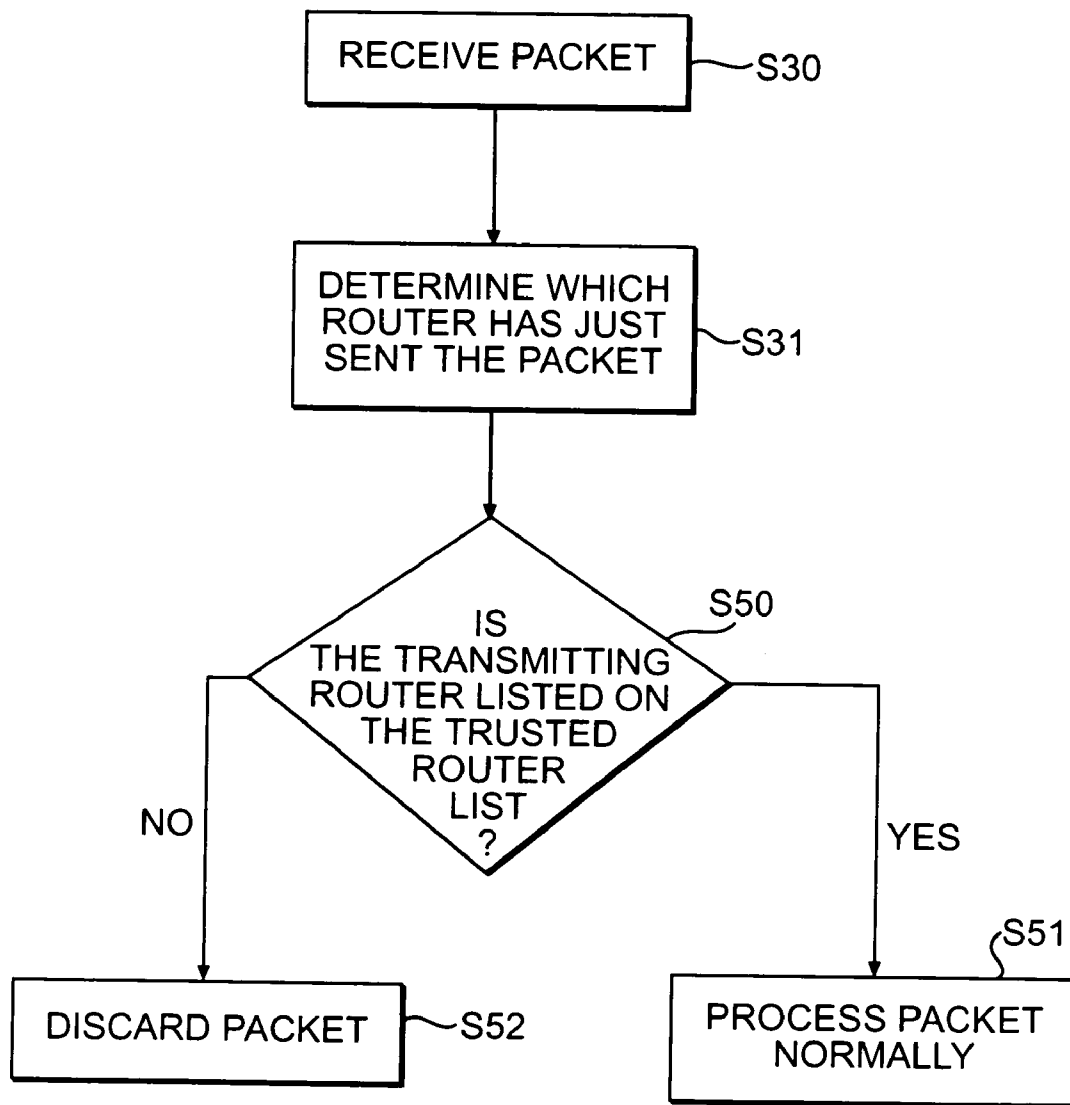 RECEIVE PACKET
S30
DETERMINE WHICH
ROUTER HAS JUST
SENT THE PACKET
S31
S50
IS
THE TRANSMITTING
ROUTER LISTED ON
THE TRUSTED
ROUTER
LIST
?
NO
YES
S51
DISCARD PACKET
S52
PROCESS PACKET
NORMALLY